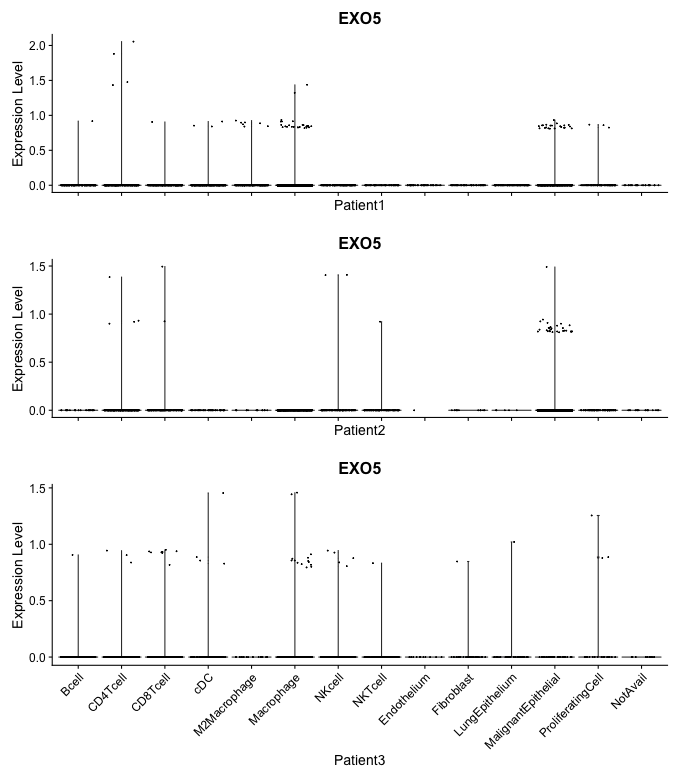 EXO5
Expression Level
2.0
1.5
1.0
0.5
0.0
Patient1
EXO5
Expression Level
1.5
1.0
0.5
0.0
Patient2
EXO5
Expression Level
1.5
1.0
0.5
0.0
Bcell
CD4Tcell
CD8Tcell
cDC
M2Macrophage
Macrophage
NKcell
NKTcell
Endothelium
Fibroblast
LungEpithelium
MalignantEpithelial
ProliferatingCell
NotAvail
Patient3